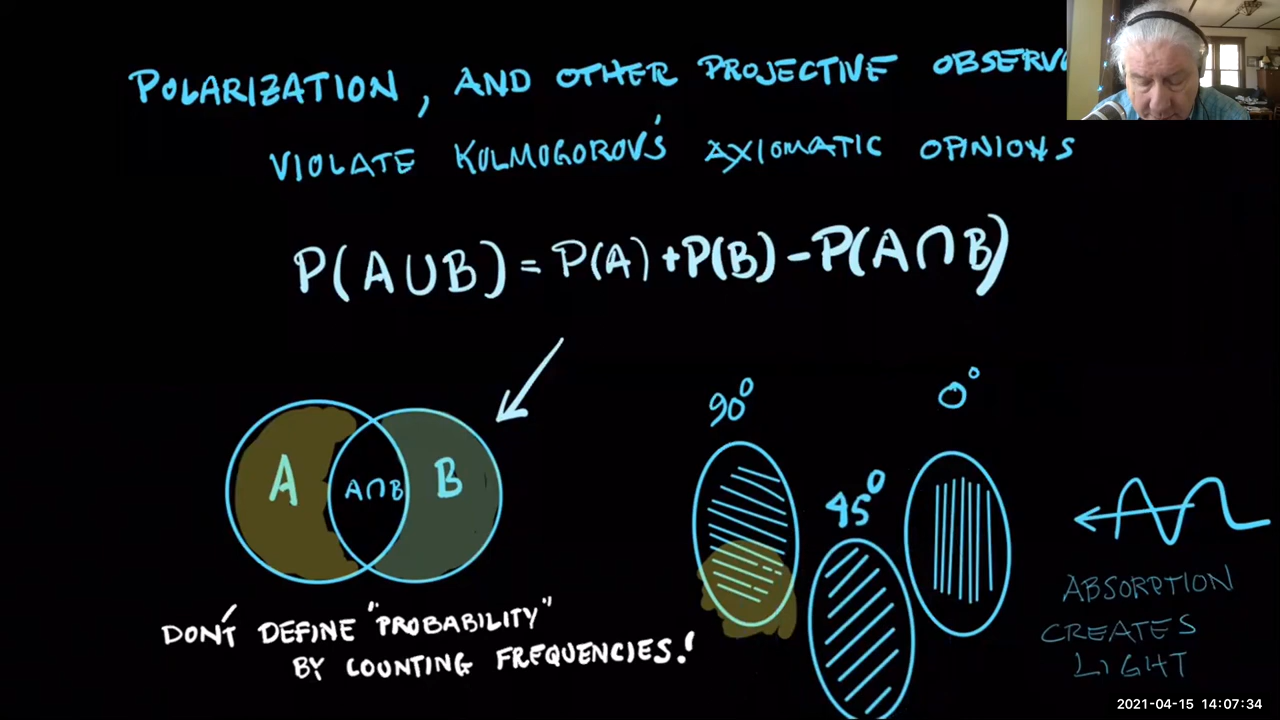 POLARIZATION, AND OTHER PROJECTIVE
VIOLATE KOLMOGOROV'S AXIOMATIC OPINIONS
P(A∪B) = P(A) + P(B) - P(A∩B)
90°
0°
45°
A
A∩B
B
ABSORPTION
CREATES
LIGHT
DON'T DEFINE "PROBABILITY"
BY COUNTING FREQUENCIES!
2021-04-15 14:07:34